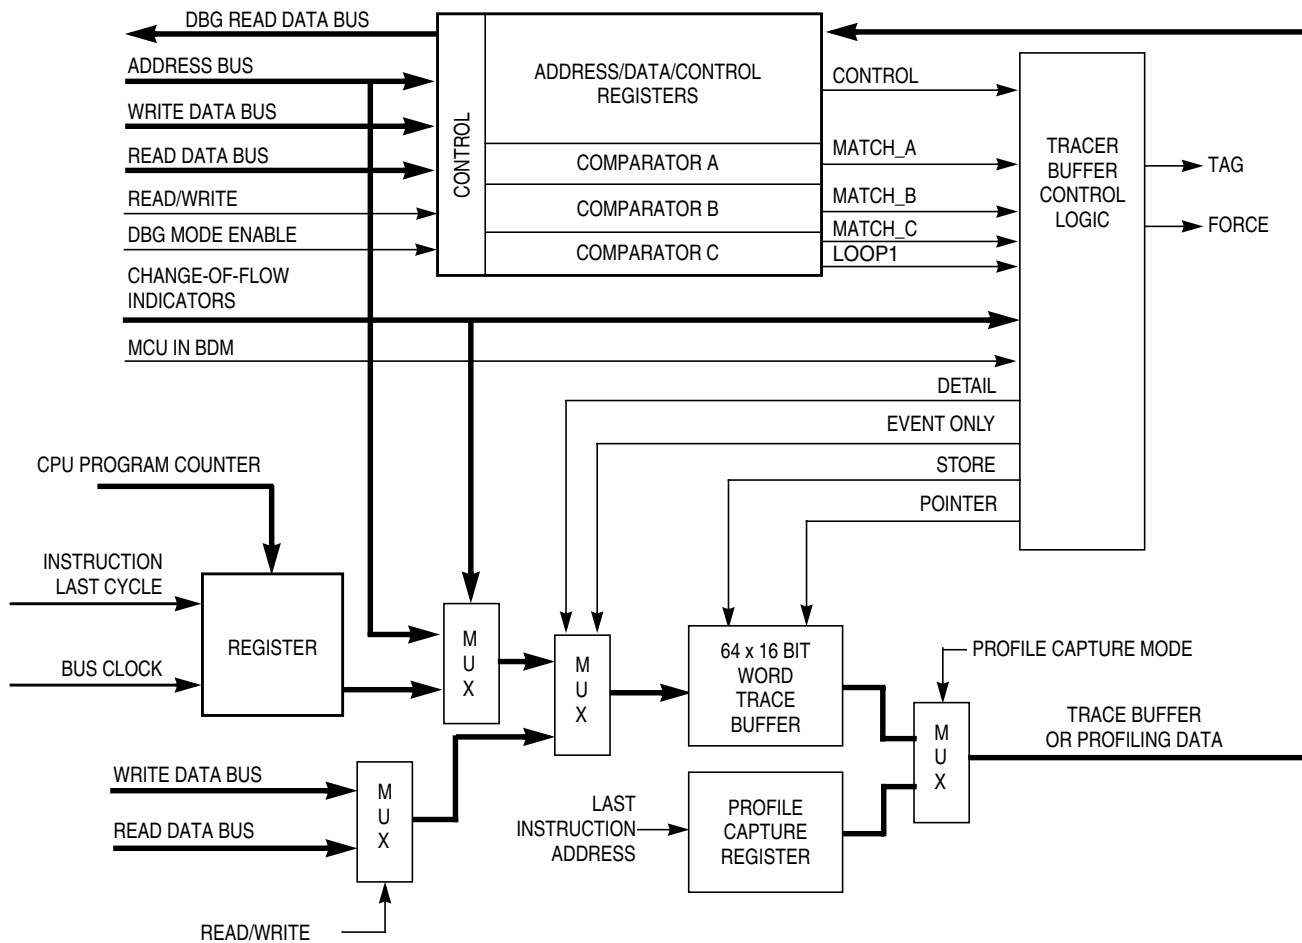 DBG READ DATA BUS
ADDRESS BUS
WRITE DATA BUS
READ DATA BUS
READ/WRITE
DBG MODE ENABLE
CHANGE-OF-FLOW
INDICATORS
MCU IN BDM
CONTROL
ADDRESS/DATA/CONTROL
REGISTERS
COMPARATOR A
COMPARATOR B
COMPARATOR C
CONTROL
MATCH_A
MATCH_B
MATCH_C
LOOP1
TRACER
BUFFER
CONTROL
LOGIC
TAG
FORCE
DETAIL
EVENT ONLY
STORE
POINTER
CPU PROGRAM COUNTER
INSTRUCTION
LAST CYCLE
BUS CLOCK
REGISTER
M
U
X
M
U
X
64 x 16 BIT
WORD
TRACE
BUFFER
PROFILE CAPTURE MODE
M
U
X
TRACE BUFFER
OR PROFILING DATA
WRITE DATA BUS
READ DATA BUS
M
U
X
READ/WRITE
LAST
INSTRUCTION
ADDRESS
PROFILE
CAPTURE
REGISTER